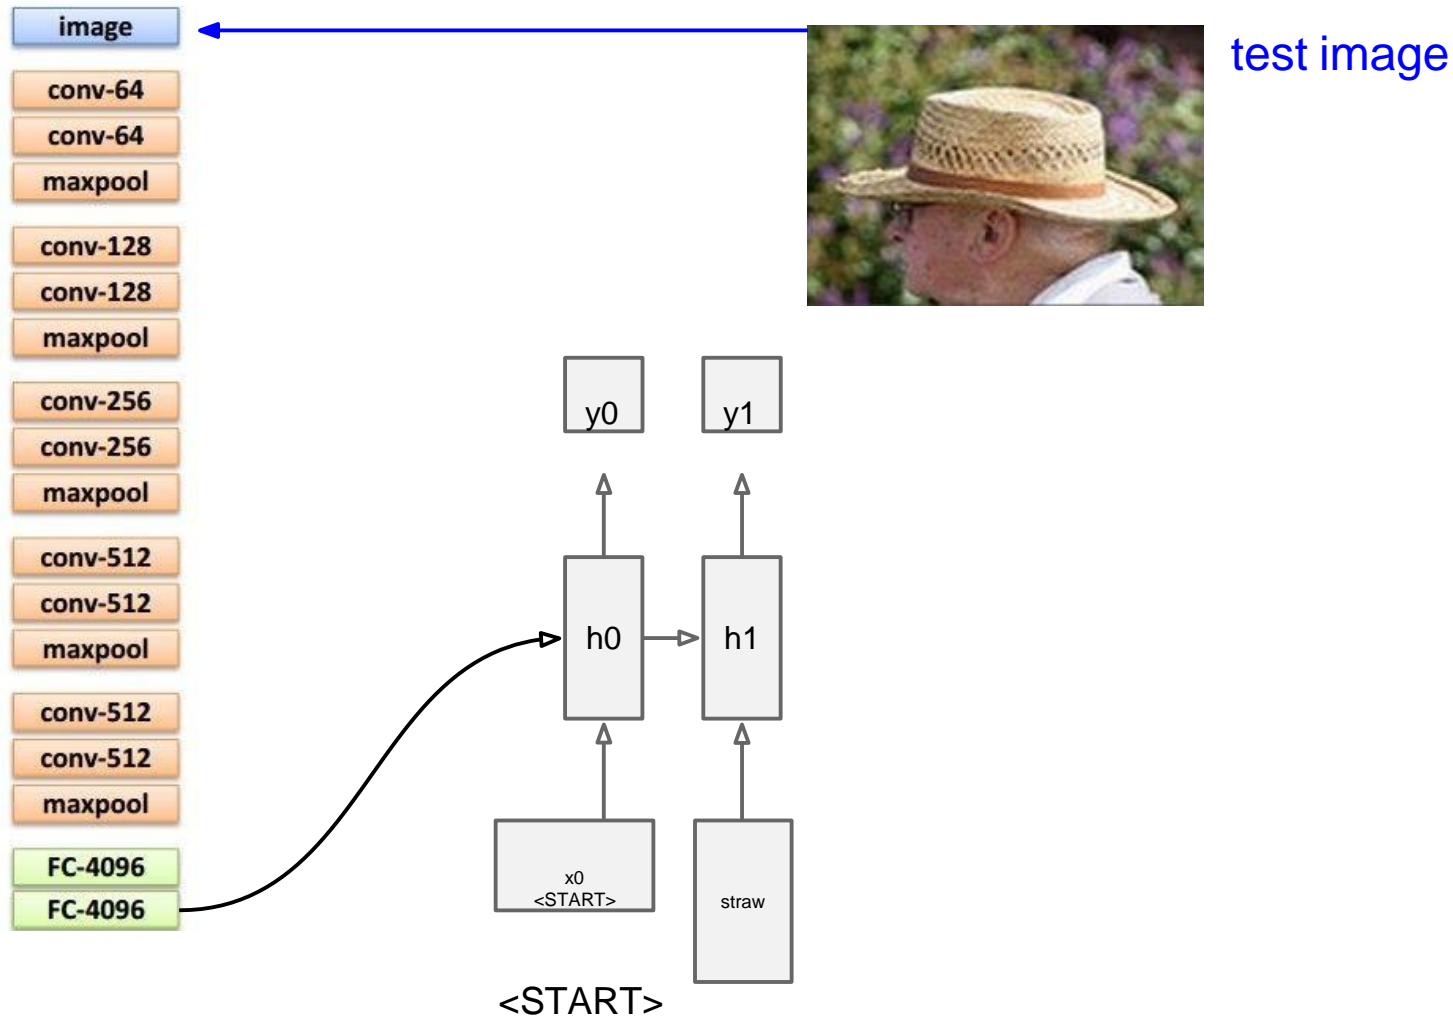 image
test image
conv-64
conv-64
maxpool
conv-128
conv-128
maxpool
conv-256
conv-256
maxpool
conv-512
conv-512
maxpool
conv-512
conv-512
maxpool
FC-4096
FC-4096
y0
y1
h0
h1
x0
<START>
straw
<START>